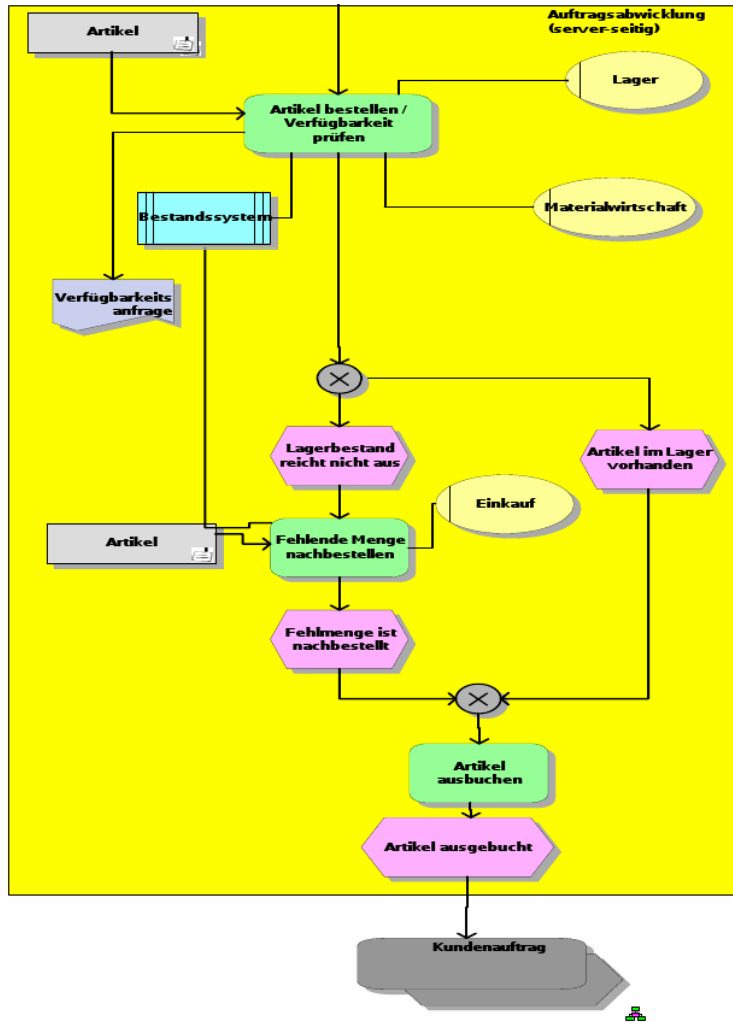 Auftragsabwicklung
(server-seitig)
Artikel
Lager
Artikel bestellen /
Verfügbarkeit
prüfen
Bestandssystem
Materialwirtschaft
Verfügbarkeits
anfrage
Lagerbestand
reicht nicht aus
Artikel im Lager
vorhanden
Einkauf
Artikel
Fehlende Menge
nachbestellen
Fehlmenge ist
nachbestellt
Artikel
ausbuchen
Artikel ausgebucht
Kundenauftrag